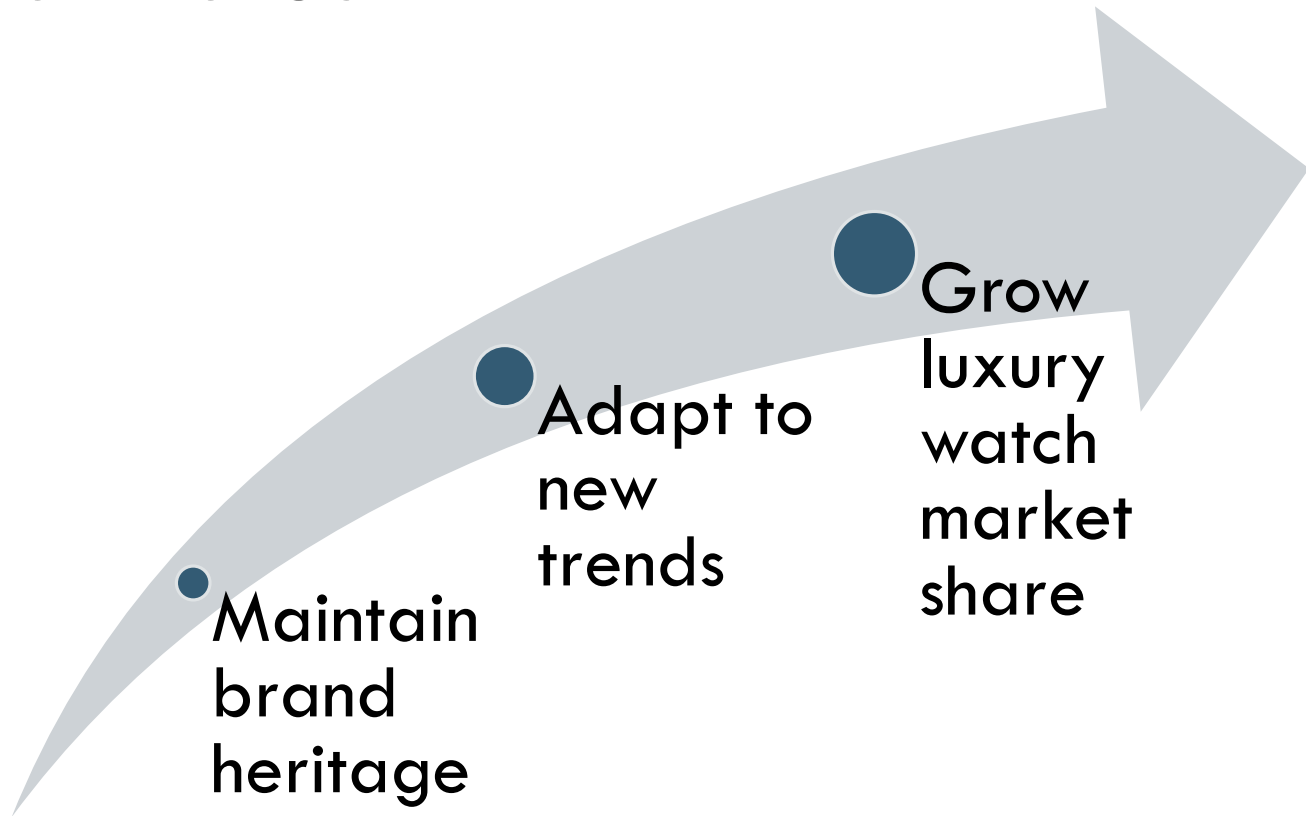 Maintain
brand
heritage
Adapt to
new
trends
Grow
luxury
watch
market
share